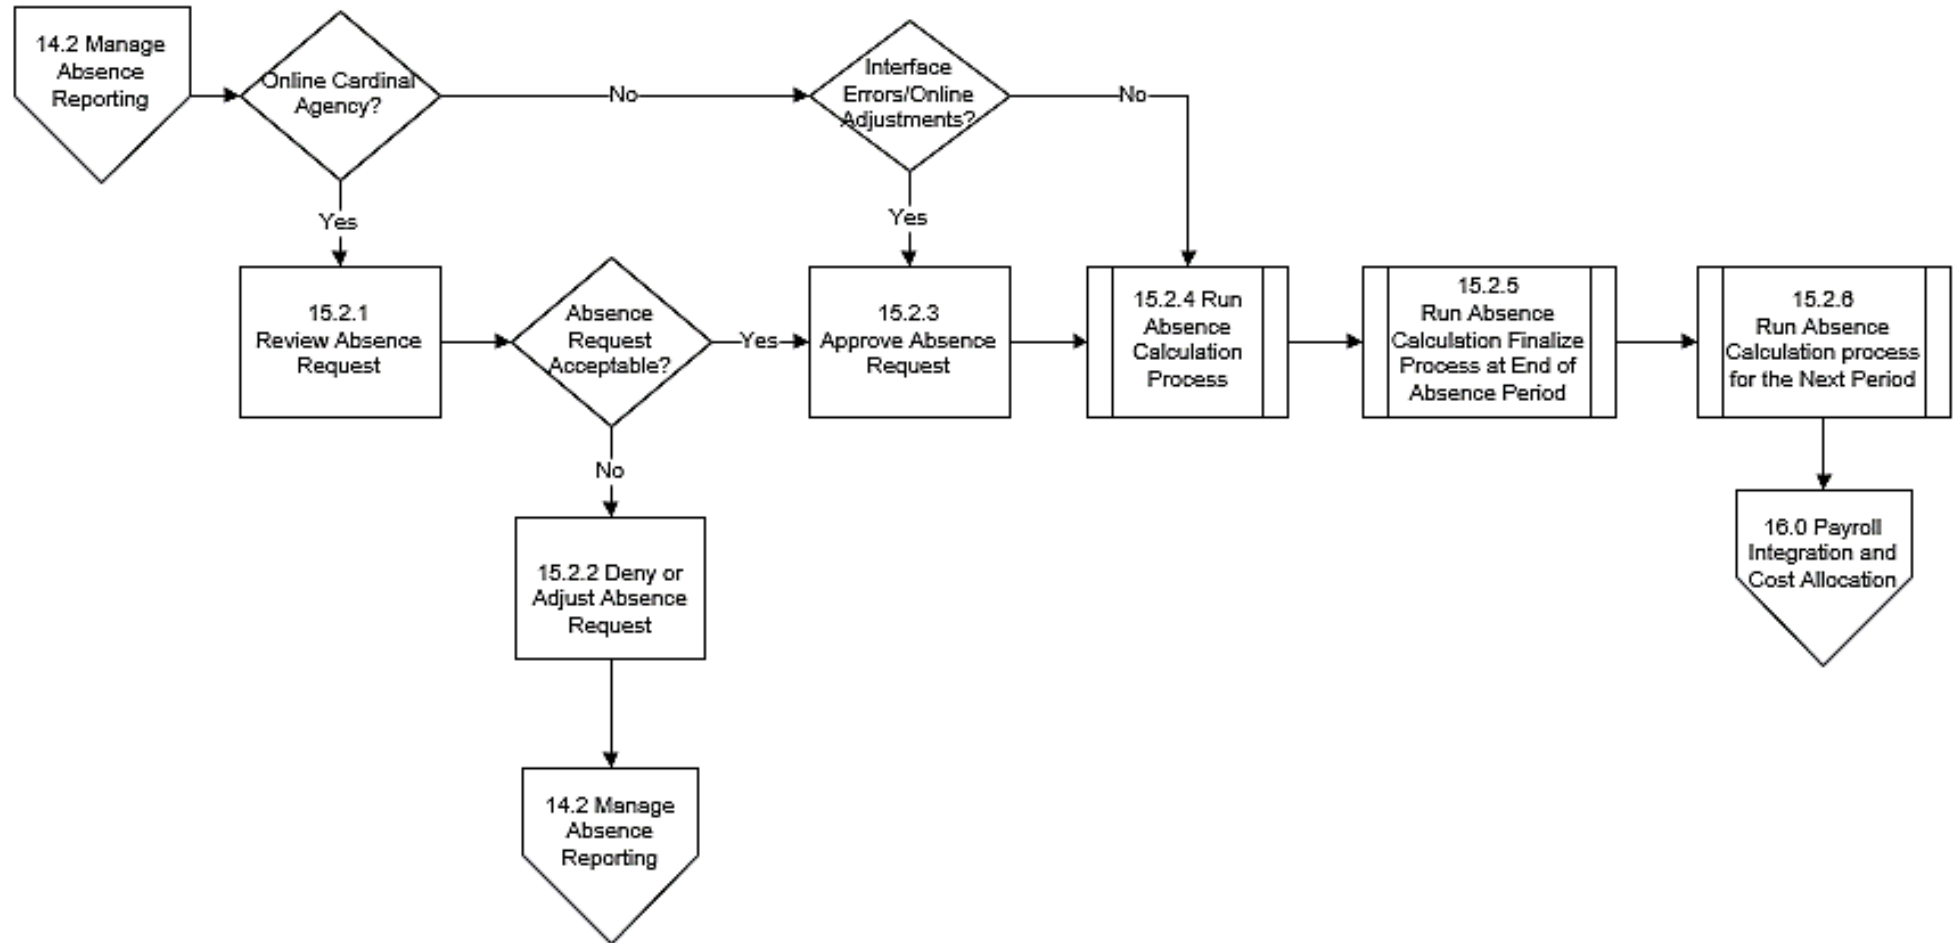 14.2 Manage
Absence
Reporting
Online Cardinal
Agency?
No
Interface
Errors/Online
Adjustments?
No
Yes
Yes
15.2.1
Review Absence
Request
Absence
Request
Acceptable?
Yes
15.2.3
Approve Absence
Request
15.2.4 Run
Absence
Calculation
Process
15.2.5
Run Absence
Calculation Finalize
Process at End of
Absence Period
15.2.6
Run Absence
Calculation process
for the Next Period
No
15.2.2 Deny or
Adjust Absence
Request
16.0 Payroll
Integration and
Cost Allocation
14.2 Manage
Absence
Reporting